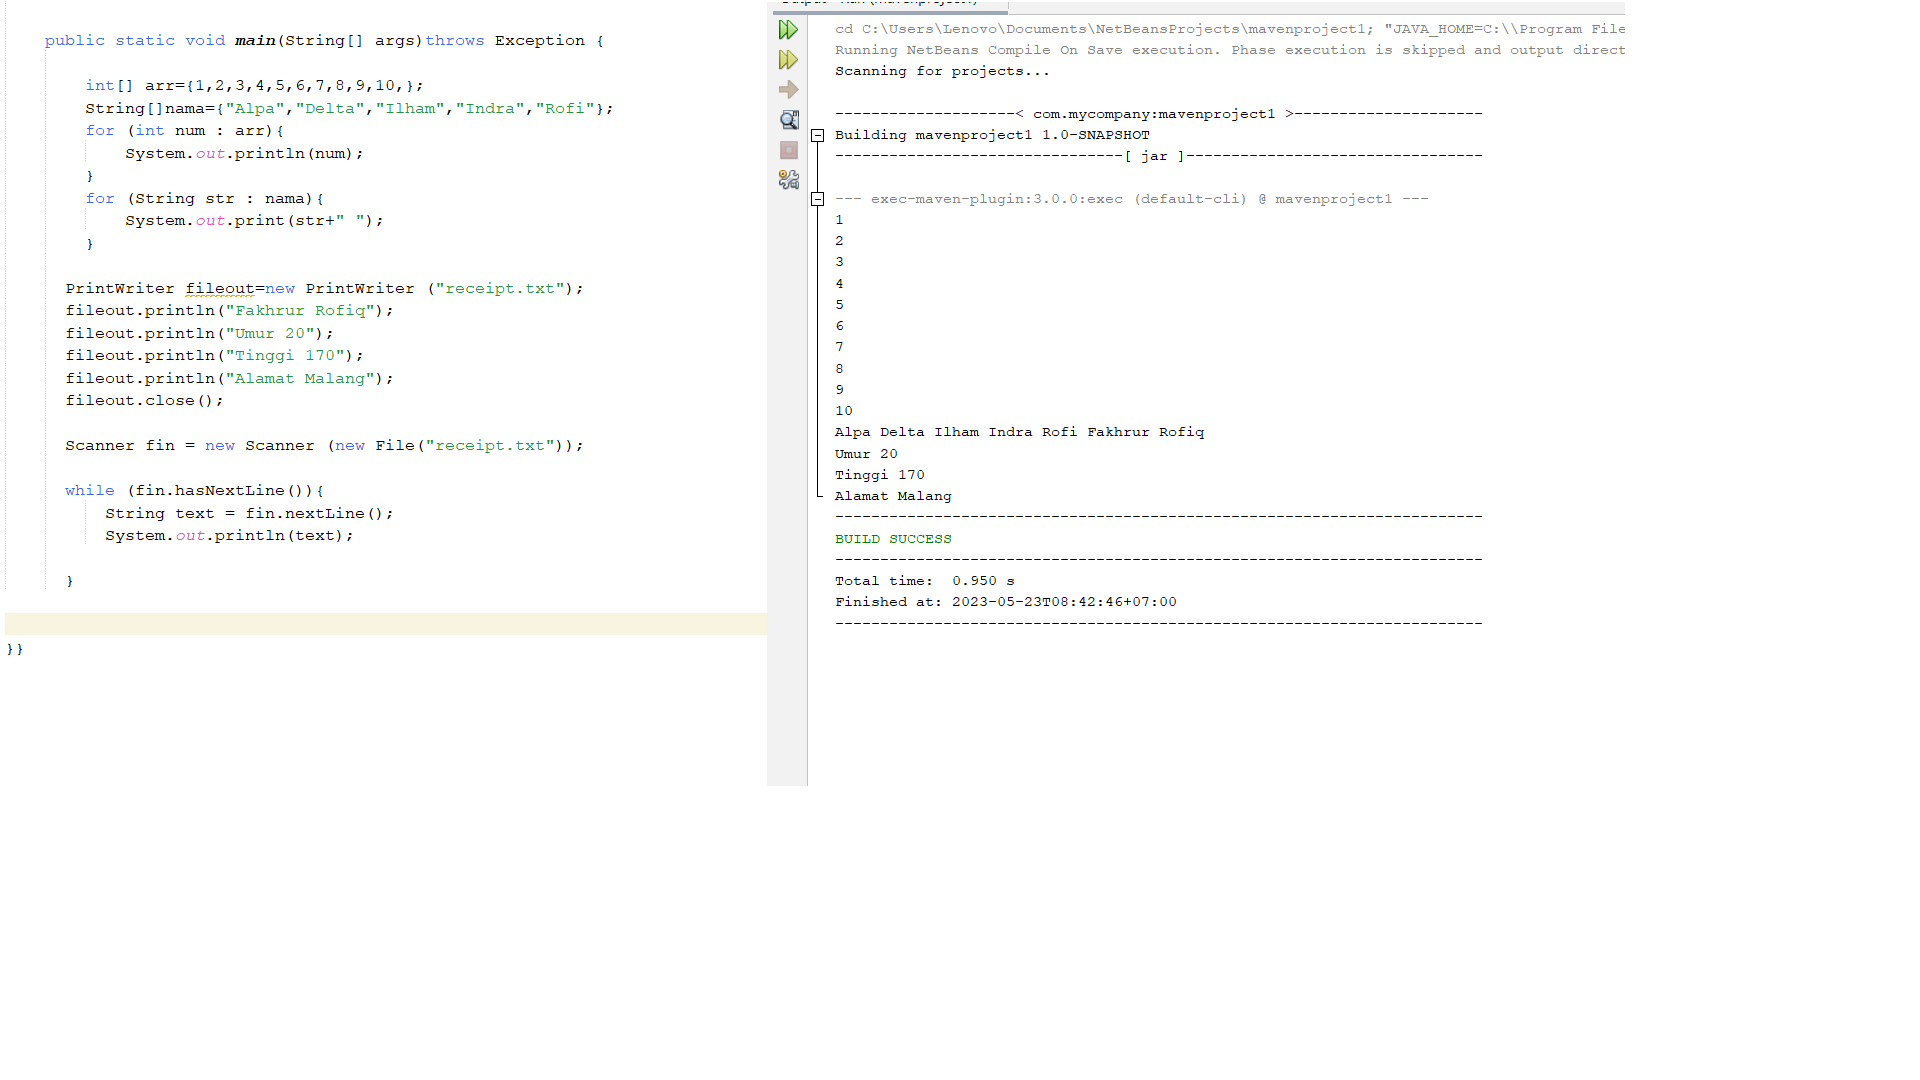 public static void main(String[] args)throws Exception {
int[] arr={1,2,3,4,5,6,7,8,9,10,};
String[]nama={"Alpa","Delta","Ilham","Indra","Rofi"};
for (int num : arr){
System.out.println(num);
}
for (String str : nama){
System.out.print(str+" ");
}
PrintWriter fileout=new PrintWriter ("receipt.txt");
fileout.println("Fakhrur Rofiq");
fileout.println("Umur 20");
fileout.println("Tinggi 170");
fileout.println("Alamat Malang");
fileout.close();
Scanner fin = new Scanner (new File("receipt.txt"));
while (fin.hasNextLine()){
String text = fin.nextLine();
System.out.println(text);
}
}}
cd C:\Users\Lenovo\Documents\NetBeansProjects\mavenproject1; "JAVA_HOME=C:\\Program File
Running NetBeans Compile On Save execution. Phase execution is skipped and output direct
Scanning for projects...
--------------------< com.mycompany:mavenproject1 >---------------------
Building mavenproject1 1.0-SNAPSHOT
--------------------------------[ jar ]---------------------------------
--- exec-maven-plugin:3.0.0:exec (default-cli) @ mavenproject1 ---
1
2
3
4
5
6
7
8
9
10
Alpa Delta Ilham Indra Rofi Fakhrur Rofiq
Umur 20
Tinggi 170
Alamat Malang
------------------------------------------------------------------------
BUILD SUCCESS
------------------------------------------------------------------------
Total time:  0.950 s
Finished at: 2023-05-23T08:42:46+07:00
------------------------------------------------------------------------